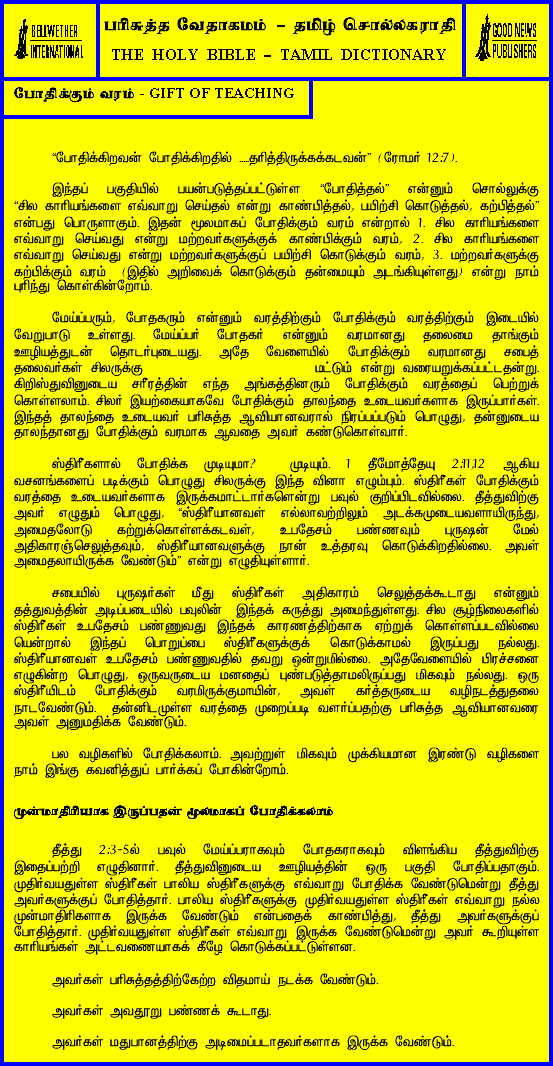 BELLWETHER
INTERNATIONAL
பரிசுத்த வேதாகமம் – தமிழ் சொல்லகராதி
THE HOLY BIBLE – TAMIL DICTIONARY
GOOD NEWS
PUBLISHERS
போதிக்கும் வரம் - GIFT OF TEACHING
“போதிக்கிறவன் போதிக்கிறதில் .....தரித்திருக்கக்கடவன்” (ரோமர் 12:7).
இந்தப் பகுதியில் பயன்படுத்தப்பட்டுள்ள “போதித்தல்” என்னும் சொல்லுக்கு
“சில காரியங்களை எவ்வாறு செய்தல் என்று காண்பித்தல், பயிற்சி கொடுத்தல், கற்பித்தல்”
என்பது பொருளாகும். இதன் மூலமாகப் போதிக்கும் வரம் என்றால் 1. சில காரியங்களை
எவ்வாறு செய்வது என்று மற்றவர்களுக்குக் காண்பிக்கும் வரம், 2. சில காரியங்களை
எவ்வாறு செய்வது என்று மற்றவர்களுக்குப் பயிற்சி கொடுக்கும் வரம், 3. மற்றவர்களுக்கு
கற்பிக்கும் வரம் (இதில் அறிவைக் கொடுக்கும் தன்மையும் அடங்கியுள்ளது) என்று நாம்
புரிந்து கொள்கின்றோம்.
மேய்ப்பரும், போதகரும் என்னும் வரத்திற்கும் போதிக்கும் வரத்திற்கும் இடையில்
வேறுபாடு உள்ளது. மேய்ப்பர் போதகர் என்னும் வரமானது தலைமை தாங்கும்
ஊழியத்துடன் தொடர்புடையது. அதே வேளையில் போதிக்கும் வரமானது சபைத்
தலைவர்கள் சிலருக்கு மட்டும் என்று வரையறுக்கப்பட்டதன்று.
கிறிஸ்துவினுடைய சரீரத்தின் எந்த அங்கத்தினரும் போதிக்கும் வரத்தைப் பெற்றுக்
கொள்ளலாம். சிலர் இயற்கையாகவே போதிக்கும் தாலந்தை உடையவர்களாக இருப்பார்கள்.
இந்தத் தாலந்தை உடையவர் பரிசுத்த ஆவியானவரால் நிரப்பப்படும் பொழுது, தன்னுடைய
தாலந்தானது போதிக்கும் வரமாக ஆவதை அவர் கண்டுகொள்வார்.
ஸ்திரீகளால் போதிக்க முடியுமா? முடியும். 1 தீமோத்தேயு 2:11,12 ஆகிய
வசனங்களைப் படிக்கும் பொழுது சிலருக்கு இந்த வினா எழும்பும். ஸ்திரீகள் போதிக்கும்
வரத்தை உடையவர்களாக இருக்கமாட்டார்களென்று பவுல் குறிப்பிடவில்லை. தீத்துவிற்கு
அவர் எழுதும் பொழுது, “ஸ்திரீயானவள் எல்லாவற்றிலும் அடக்கமுடையவளாயிருந்து,
அமைதலோடு கற்றுக்கொள்ளக்கடவள், உபதேசம் பண்ணவும் புருஷன் மேல்
அதிகாரஞ்செலுத்தவும், ஸ்திரீயானவளுக்கு நான் உத்தரவு கொடுக்கிறதில்லை. அவள்
அமைதலாயிருக்க வேண்டும்” என்று எழுதியுள்ளார்.
சபையில் புருஷர்கள் மீது ஸ்திரீகள் அதிகாரம் செலுத்தக்கூடாது என்னும்
தத்துவத்தின் அடிப்படையில் பவுலின் இந்தக் கருத்து அமைந்துள்ளது. சில சூழ்நிலைகளில்
ஸ்திரீகள் உபதேசம் பண்ணுவது இந்தக் காரணத்திற்காக ஏற்றுக் கொள்ளப்படவில்லை
யென்றால் இந்தப் பொறுப்பை ஸ்திரீகளுக்குக் கொடுக்காமல் இருப்பது நல்லது.
ஸ்திரீயானவள் உபதேசம் பண்ணுவதில் தவறு ஒன்றுமில்லை. அதேவேளையில் பிரச்சனை
எழுகின்ற பொழுது, ஒருவருடைய மனதைப் புண்படுத்தாமலிருப்பது மிகவும் நல்லது. ஒரு
ஸ்திரீயிடம் போதிக்கும் வரமிருக்குமாயின், அவள் கர்த்தருடைய வழிநடத்துதலை
நாடவேண்டும். தன்னிடமுள்ள வரத்தை முறைப்படி வளர்ப்பதற்கு பரிசுத்த ஆவியானவரை
அவள் அனுமதிக்க வேண்டும்.
பல வழிகளில் போதிக்கலாம். அவற்றுள் மிகவும் முக்கியமான இரண்டு வழிகளை
நாம் இங்கு கவனித்துப் பார்க்கப் போகின்றோம்.
முன்மாதிரியாக இருப்பதன் மூலமாகப் போதிக்கலாம்
தீத்து 2:3-5ல் பவுல் மேய்ப்பராகவும் போதகராகவும் விளங்கிய தீத்துவிற்கு
இதைப்பற்றி எழுதினார். தீத்துவினுடைய ஊழியத்தின் ஒரு பகுதி போதிப்பதாகும்.
முதிர்வயதுள்ள ஸ்திரீகள் பாலிய ஸ்திரீகளுக்கு எவ்வாறு போதிக்க வேண்டுமென்று தீத்து
அவர்களுக்குப் போதித்தார். பாலிய ஸ்திரீகளுக்கு முதிர்வயதுள்ள ஸ்திரீகள் எவ்வாறு நல்ல
முன்மாதிரிகளாக இருக்க வேண்டும் என்பதைக் காண்பித்து, தீத்து அவர்களுக்குப்
போதித்தார். முதிர்வயதுள்ள ஸ்திரீகள் எவ்வாறு இருக்க வேண்டுமென்று அவர் கூறியுள்ள
காரியங்கள் அட்டவணையாகக் கீழே கொடுக்கப்பட்டுள்ளன.
அவர்கள் பரிசுத்தத்திற்கேற்ற விதமாய் நடக்க வேண்டும்.
அவர்கள் அவதூறு பண்ணக் கூடாது.
அவர்கள் மதுபானத்திற்கு அடிமைப்படாதவர்களாக இருக்க வேண்டும்.